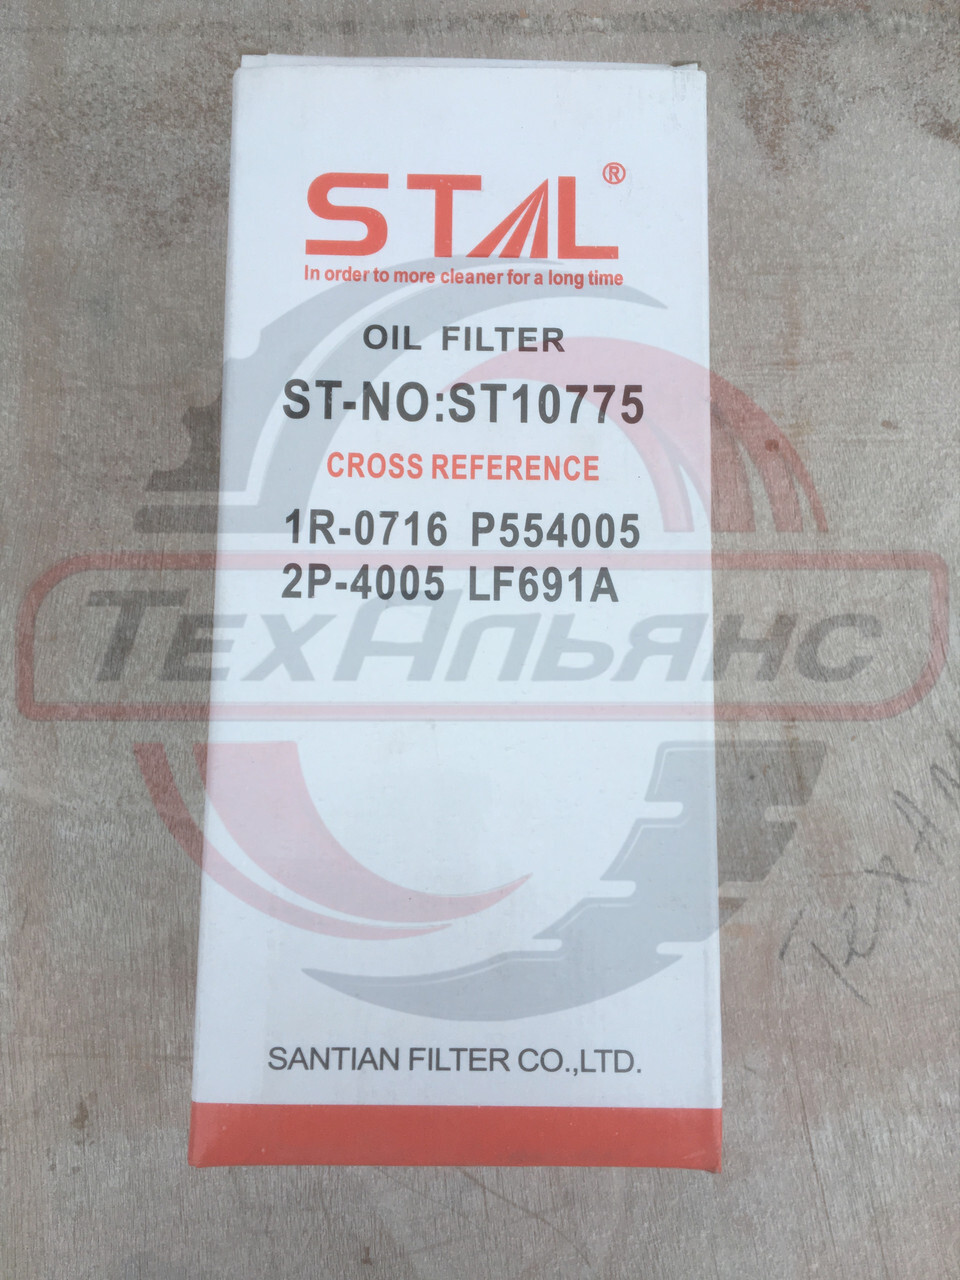 STAL®
In order to more cleaner for a long time
OIL FILTER
ST-NO:ST10775
CROSS REFERENCE
1R-0716 P554005
2P-4005 LF691A
ТЕХАЛЬЯНС
SANTIAN FILTER CO.,LTD.